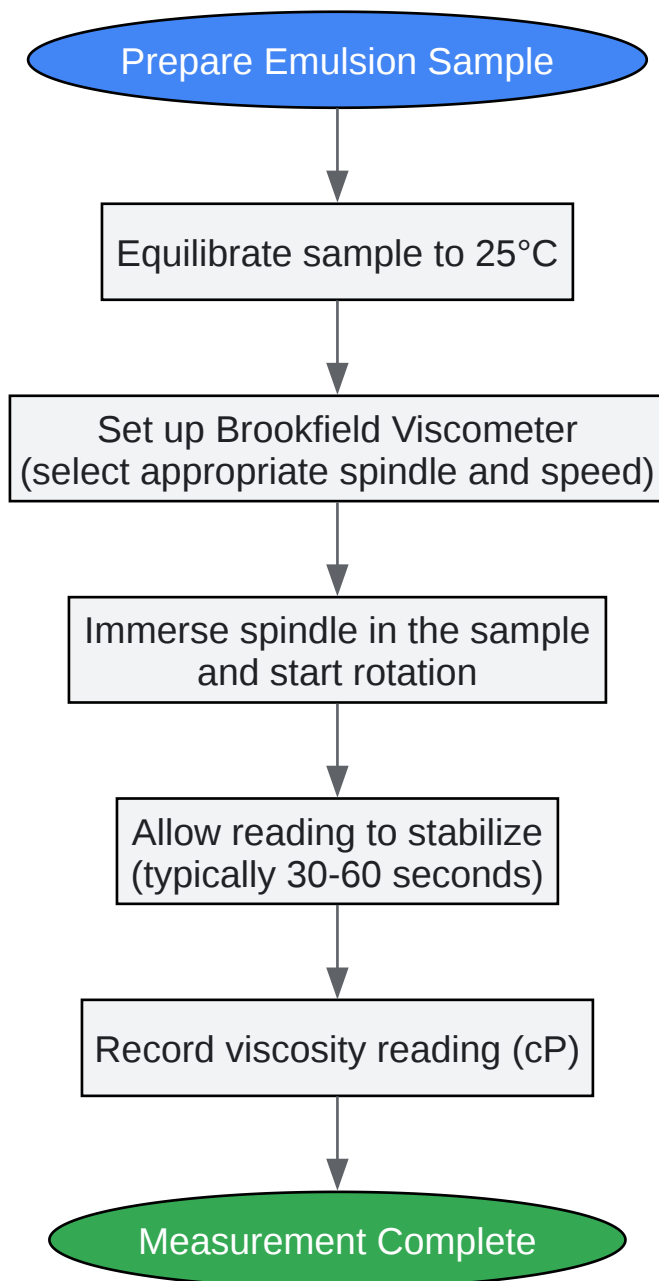 Prepare Emulsion Sample
Equilibrate sample to 25°C
Set up Brookfield Viscometer
(select appropriate spindle and speed)
Immerse spindle in the sample
and start rotation
Allow reading to stabilize
(typically 30-60 seconds)
Record viscosity reading (cP)
Measurement Complete